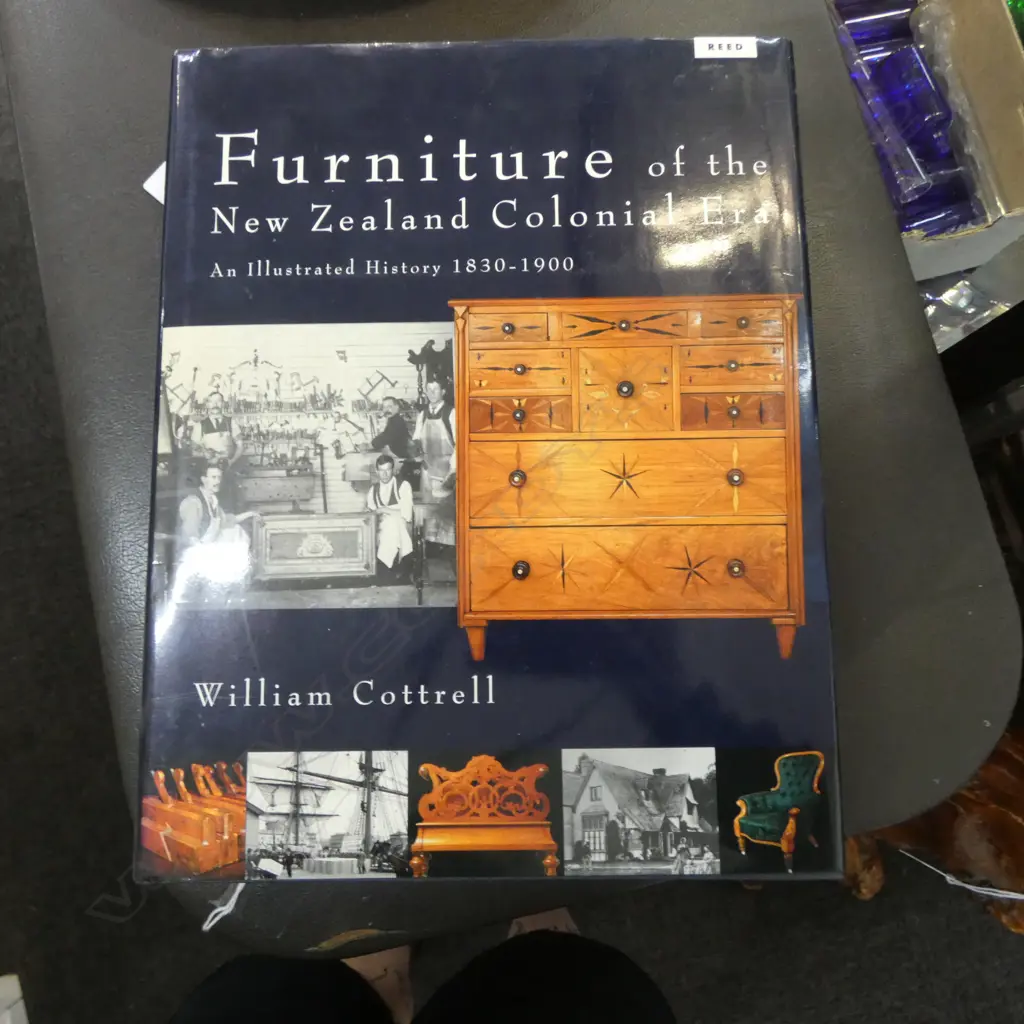 REED
Furniture of the
New Zealand Colonial Era
An Illustrated History 1830-1900
William Cottrell